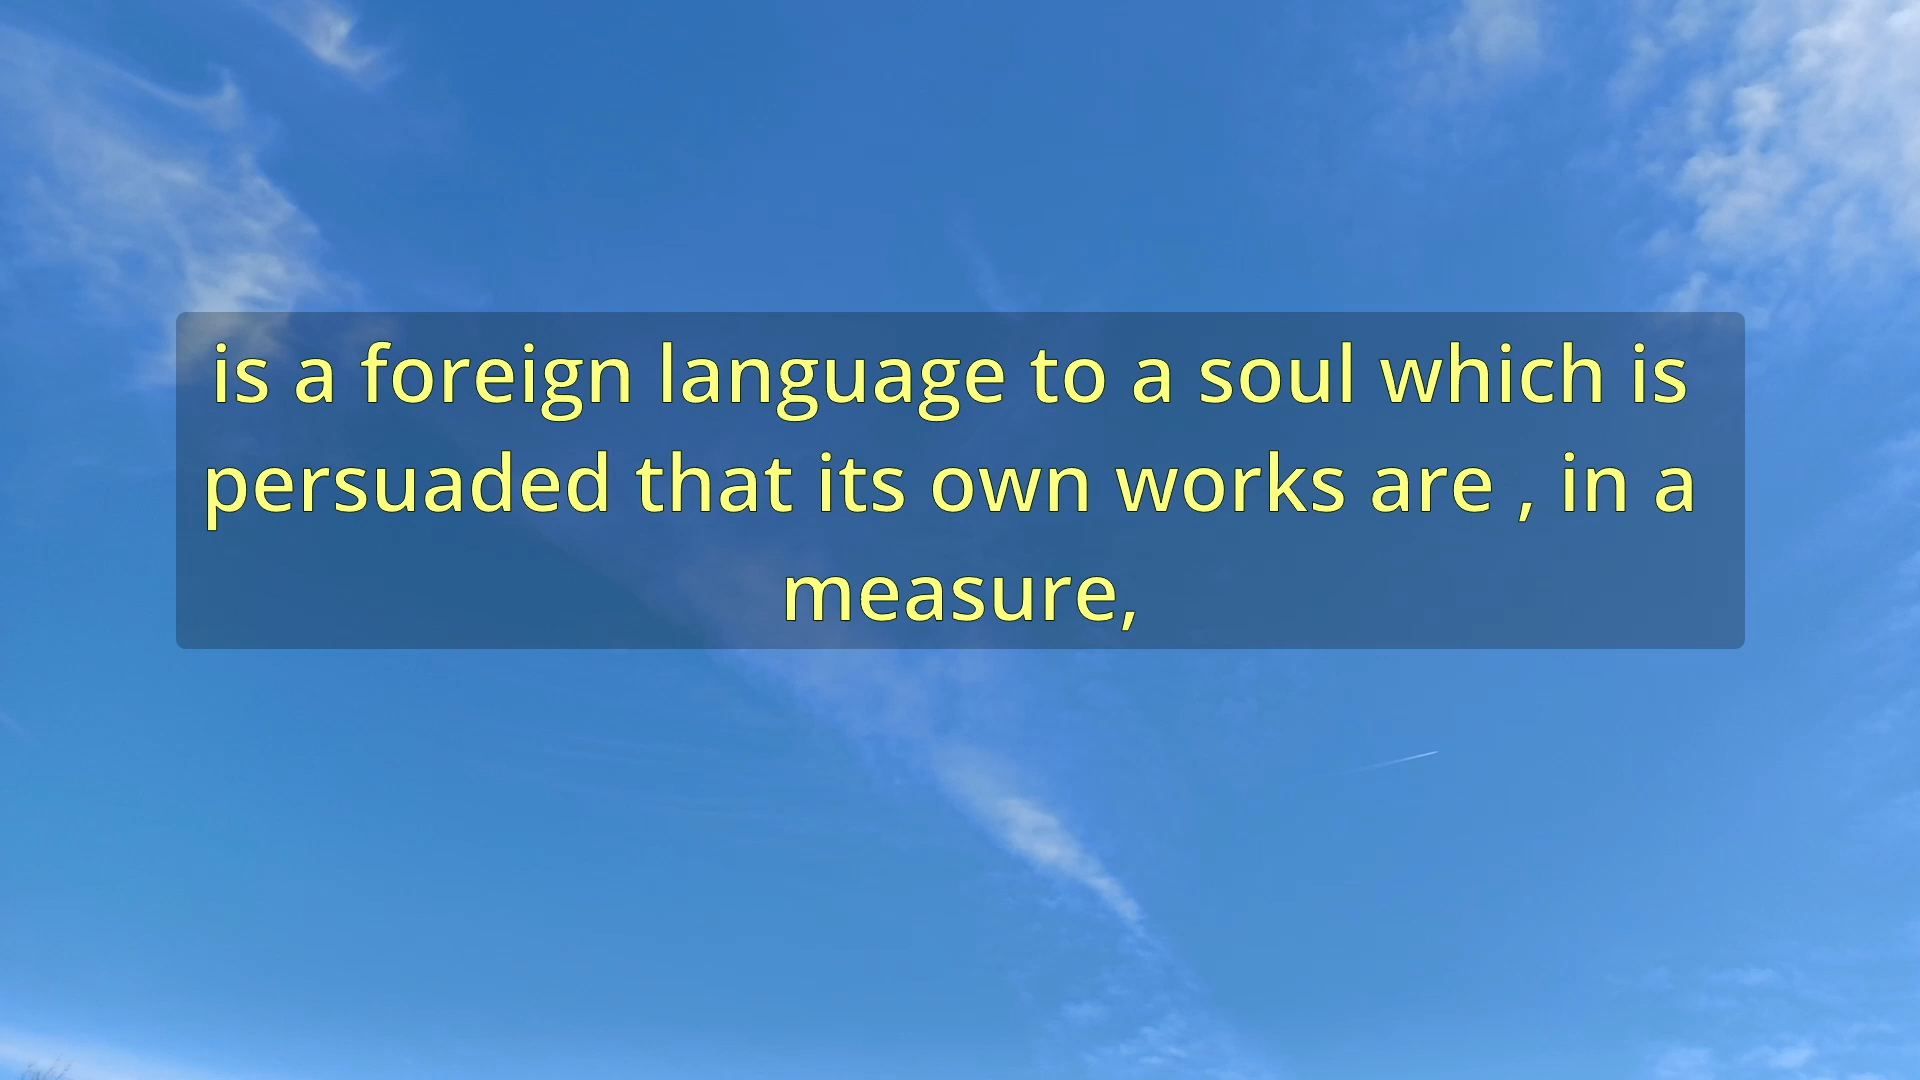 is a foreign language to a soul which is
persuaded that its own works are , in a
measure,